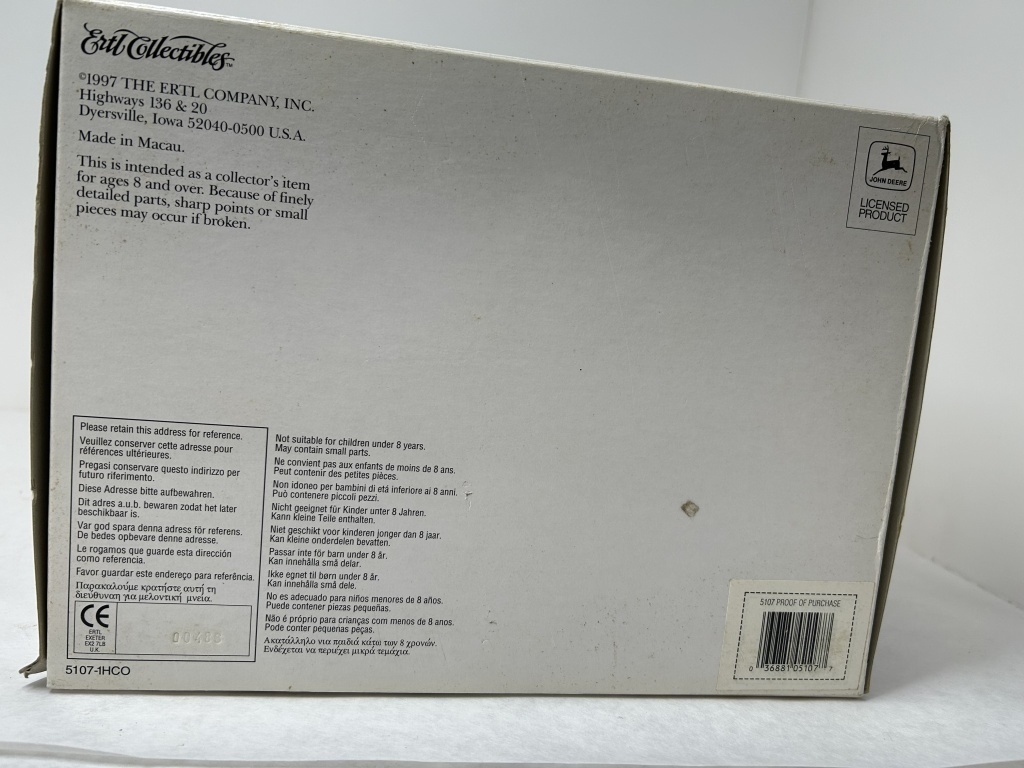 Ertl Collectibles™
©1997 THE ERTL COMPANY, INC.
Highways 136 & 20
Dyersville, Iowa 52040-0500 U.S.A.
Made in Macau.
This is intended as a collector's item
for ages 8 and over. Because of finely
detailed parts, sharp points or small
pieces may occur if broken.
JOHN DEERE
LICENSED
PRODUCT
Please retain this address for reference.
Veuillez conserver cette adresse pour
références ultérieures.
Pregasi conservare questo indirizzo per
futuro riferimento.
Diese Adresse bitte aufbewahren.
Dit adres a.u.b. bewaren zodat het later
beschikbaar is.
Var god spara denna adress för referens.
De bedes opbevare denne adresse.
Le rogamos que guarde esta dirección
como referencia.
Favor guardar este endereço para referência.
Παρακαλούμε κρατήστε αυτή τη
διεύθυναη για μελοντική μνεία.
CE
ERTL
EXETER
EX2 7LB
U.K.
5107-1HCO
Not suitable for children under 8 years.
May contain small parts.
Ne convient pas aux enfants de moins de 8 ans.
Peut contenir des petites pièces.
Non idoneo per bambini di etá inferiore ai 8 anni.
Può contenere piccoli pezzi.
Nicht geeignet für Kinder unter 8 Jahren.
Kann kleine Teile enthalten.
Niet geschikt voor kinderen jonger dan 8 jaar.
Kan kleine onderdelen bevatten.
Passar inte för barn under 8 år.
Kan innehålla små delar.
Ikke egnet til børn under 8 år.
Kan innehålla små dele.
No es adecuado para niños menores de 8 años.
Puede contener piezas pequeñas.
Não é próprio para crianças com menos de 8 anos.
Pode conter pequenas peças.
Ακατάλληλο νια παιδιά κάτω των 8 χρονών.
Ενδέχεται να περιέχει μικρά τεμάχια.
5107 PROOF OF PURCHASE
0 36881 05107 7